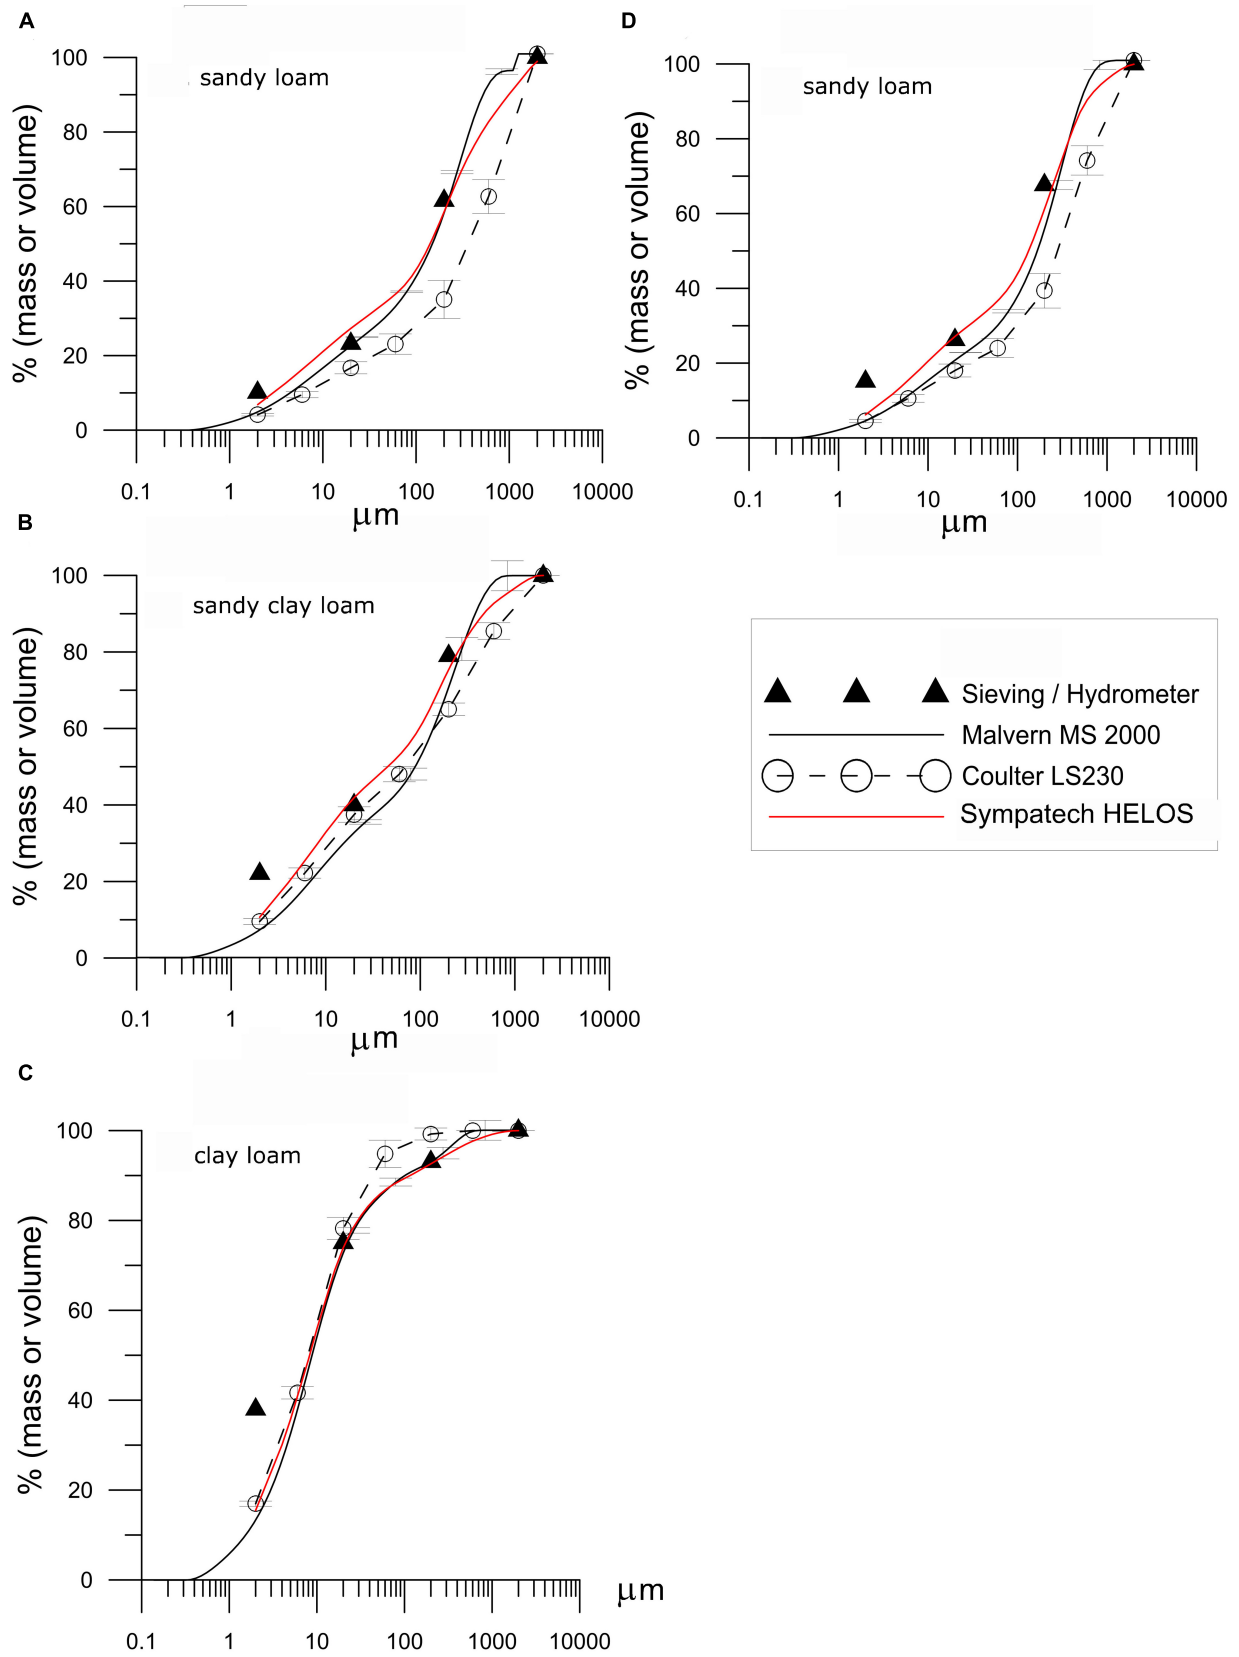 A
sandy loam
% (mass or volume)
100
80
60
40
20
0
0.1 1 10 100 1000 10000
µm
D
sandy loam
% (mass or volume)
100
80
60
40
20
0
0.1 1 10 100 1000 10000
µm
B
sandy clay loam
% (mass or volume)
100
80
60
40
20
0
0.1 1 10 100 1000 10000
µm
Sieving / Hydrometer
Malvern MS 2000
Coulter LS230
Sympatech HELOS
C
clay loam
% (mass or volume)
100
80
60
40
20
0
0.1 1 10 100 1000 10000
µm